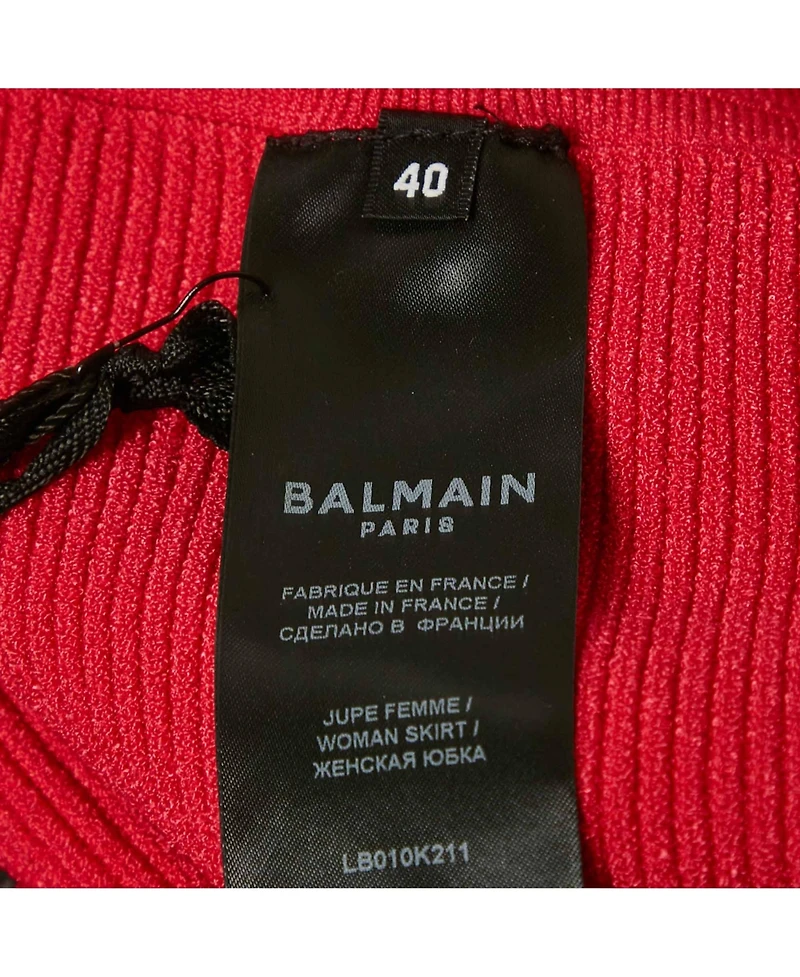 40
BALMAIN
PARIS
FABRIQUE EN FRANCE /
MADE IN FRANCE /
СДЕЛАНО В ФРАНЦИИ
JUPE FEMME /
WOMAN SKIRT /
ЖЕНСКАЯ ЮБКА
LB010K211